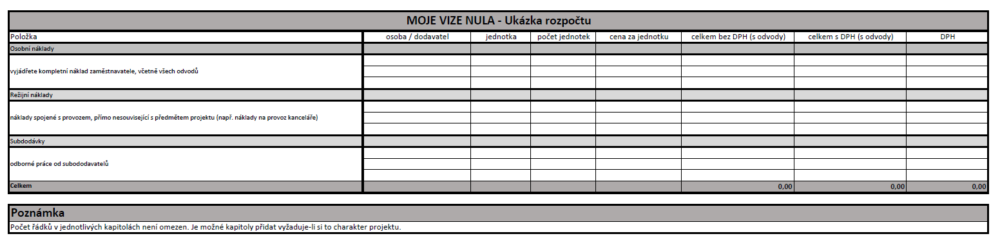 MOJE VIZE NULA - Ukázka rozpočtu
Položka osoba / dodavatel jednotka počet jednotek cena za jednotku celkem bez DPH (s odvody) celkem s DPH (s odvody) DPH
Osobní náklady
vyjádřete kompletní náklad zaměstnavatele, včetně všech odvodů
Režijní náklady
náklady spojené s provozem, přímo nesouvisející s předmětem projektu (např. náklady na provoz kanceláře)
Subdodávky
odborné práce od subododavatelů
Celkem 0,00 0,00 0,00
Poznámka
Počet řádků v jednotlivých kapitolách není omezen. Je možné kapitoly přidat vyžaduje-li si to charakter projektu.